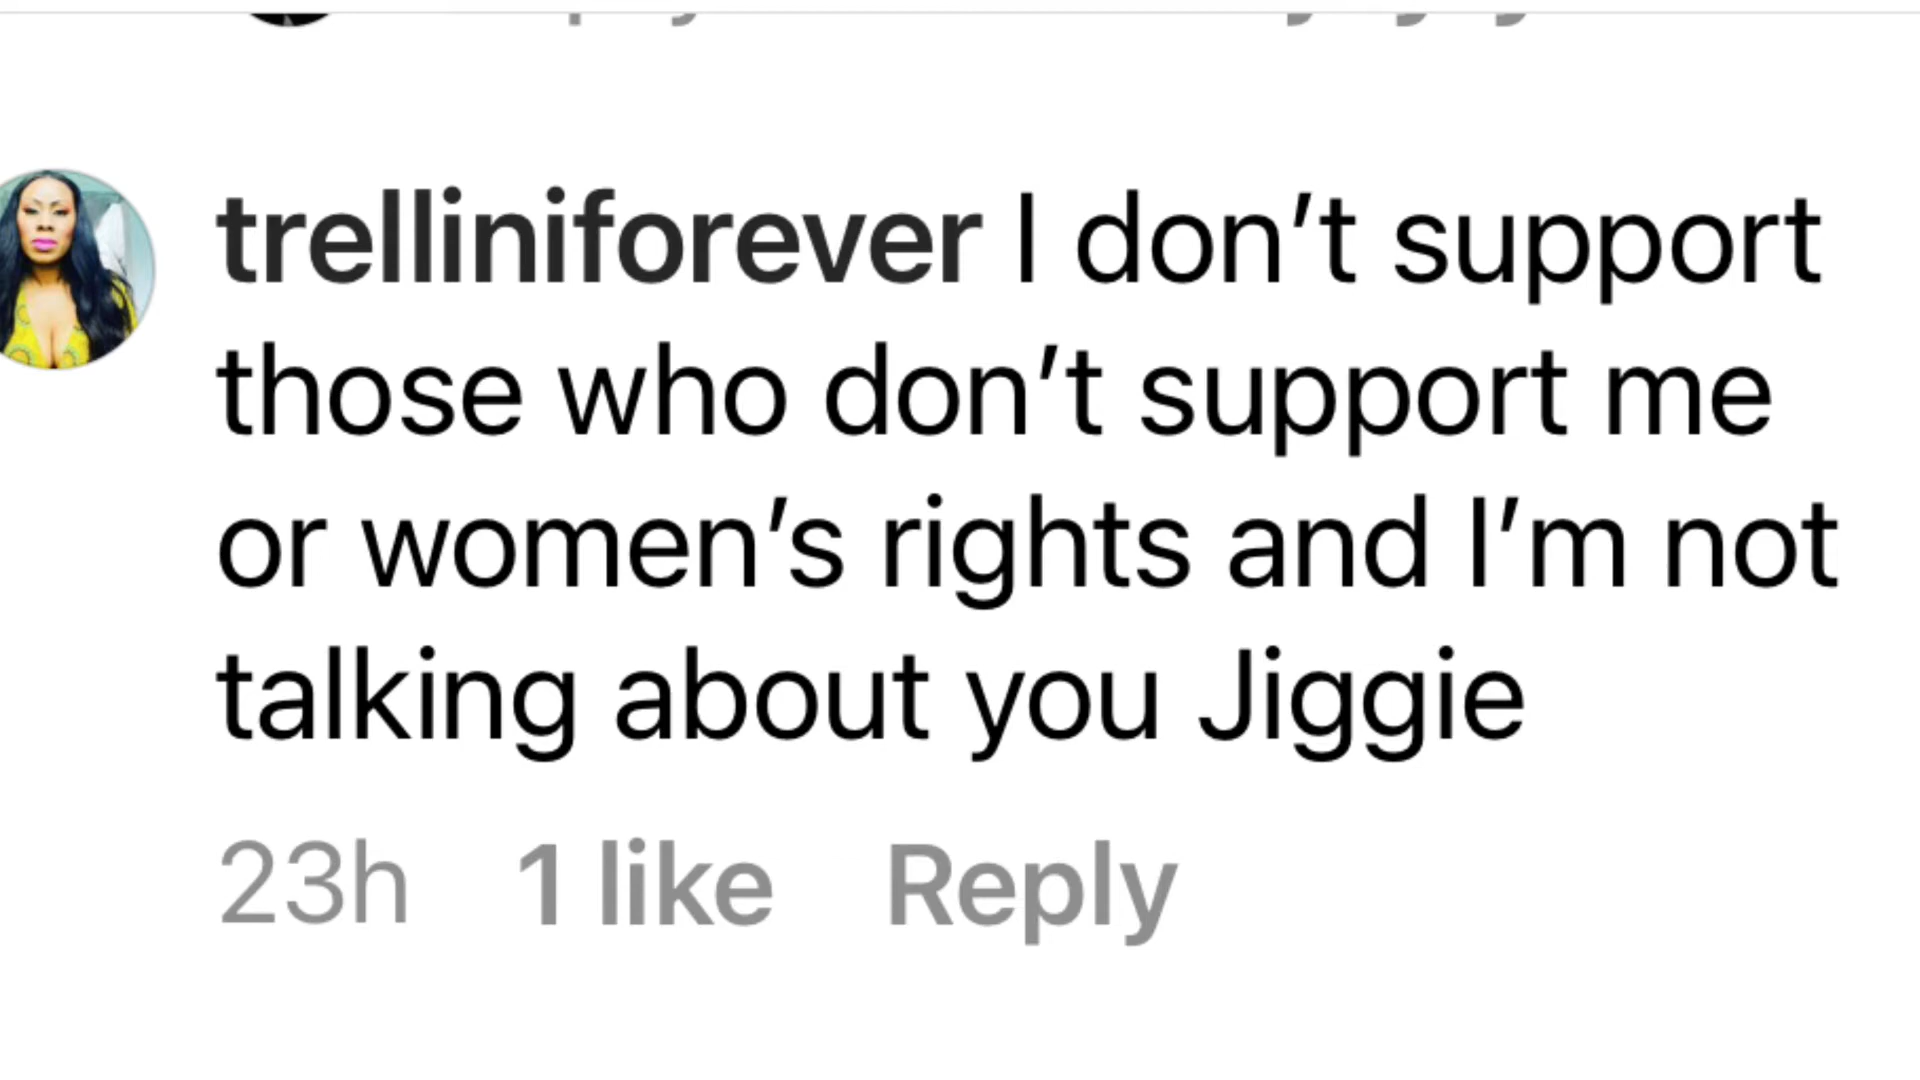 trelliniforever I don’t support
those who don’t support me
or women’s rights and I’m not
talking about you Jiggie
23h 1 like Reply